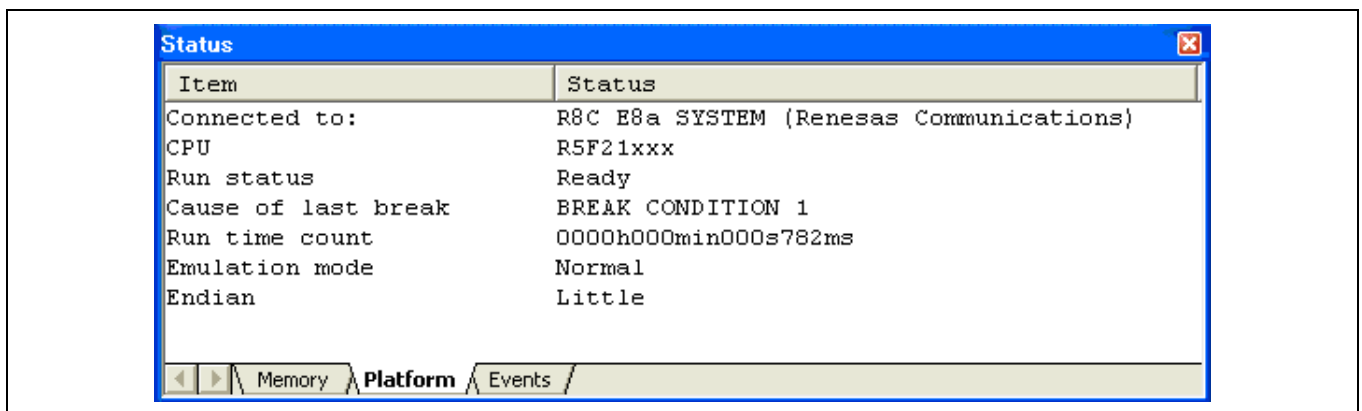 Status
Item Status
Connected to: R8C E8a SYSTEM (Renesas Communications)
CPU R5F21xxx
Run status Ready
Cause of last break BREAK CONDITION 1
Run time count 0000h000min000s782ms
Emulation mode Normal
Endian Little
Memory Platform Events